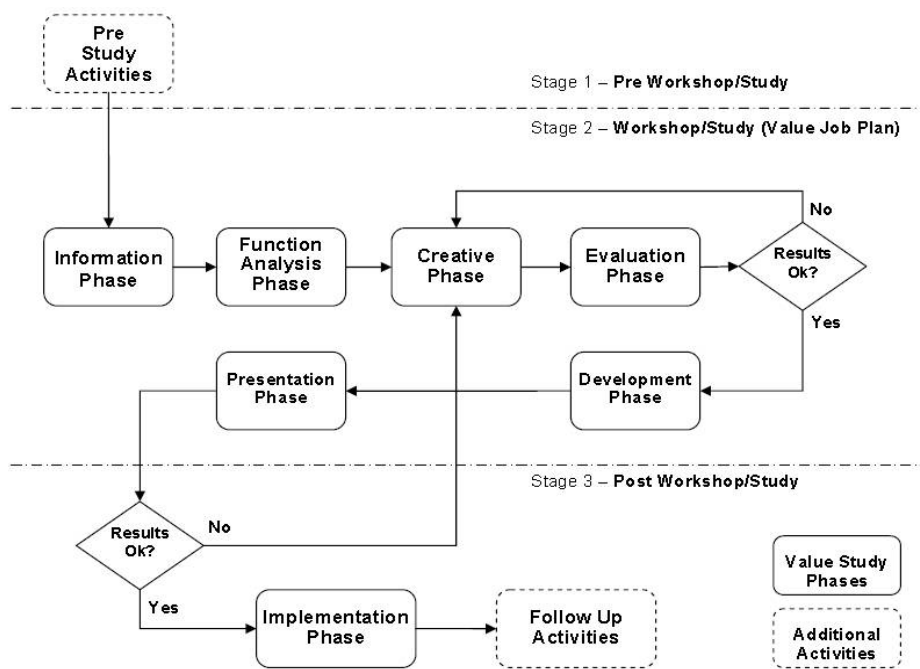 Pre
Study
Activities
Stage 1 – Pre Workshop/Study
Stage 2 – Workshop/Study (Value Job Plan)
No
Information
Phase
Function
Analysis
Phase
Creative
Phase
Evaluation
Phase
Results
Ok?
Yes
Presentation
Phase
Development
Phase
Stage 3 – Post Workshop/Study
Results
Ok?
No
Yes
Implementation
Phase
Follow Up
Activities
Value Study
Phases
Additional
Activities